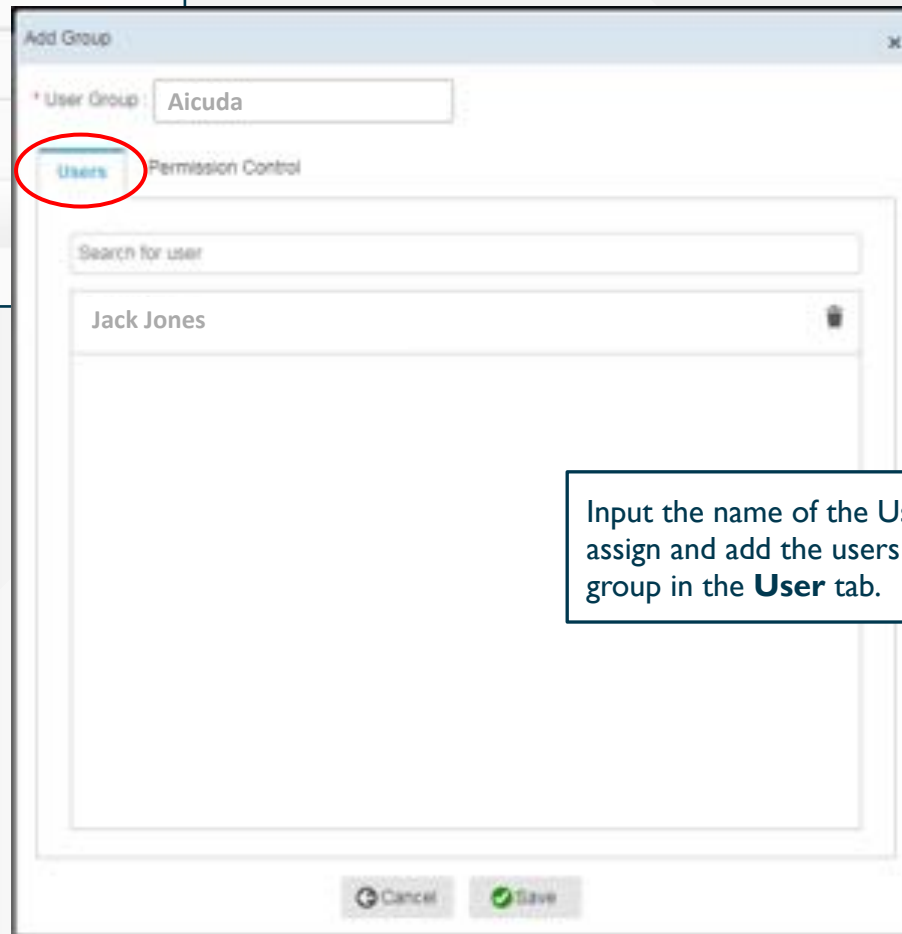 Add Group
* User Group : Aicuda
Users Permission Control
Search for user
Jack Jones
Input the name of the
assign and add the users
group in the User tab.
Cancel Save